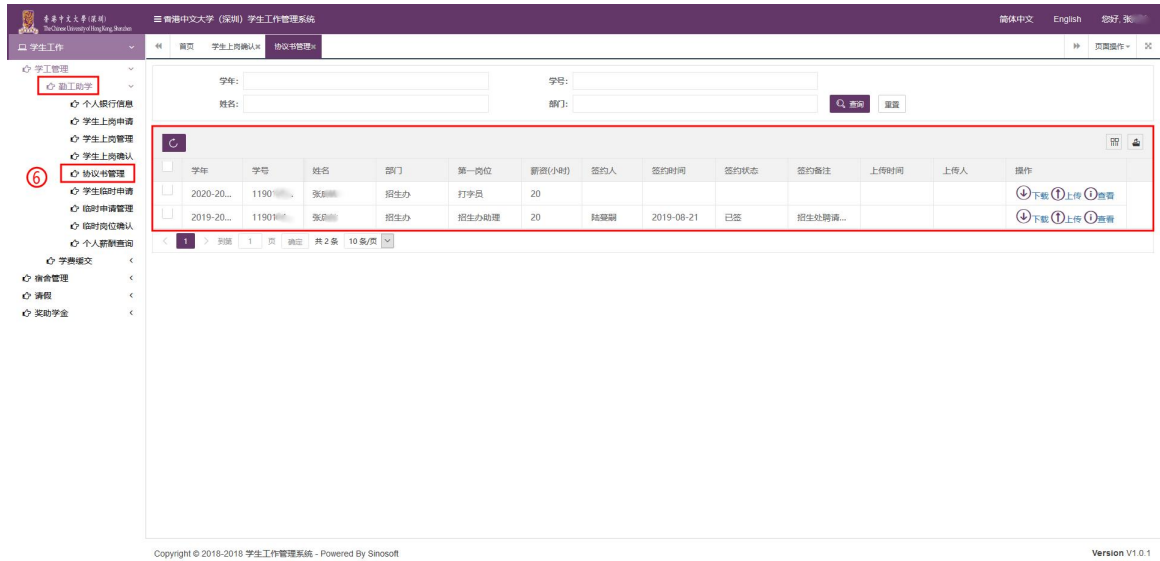 香港中文大學(深圳) 香港中文大学（深圳）学生工作管理系统 简体中文 English 您好, 张
The Chinese University of Hong Kong, Shenzhen
学生工作 首页 学生上岗确认 协议书管理 页面操作
学工管理
勤工助学
个人银行信息
学生上岗申请
学生上岗管理
学生上岗确认
⑥ 协议书管理
学生临时申请
临时申请管理
临时岗位确认
个人薪酬查询
学费缓交
宿舍管理
请假
奖助学金
学年: 学号:
姓名: 部门: 查询 重置
学年 学号 姓名 部门 第一岗位 薪资(小时) 签约人 签约时间 签约状态 签约备注 上传时间 上传人 操作
2020-20... 1190 .. 张 招生办 打字员 20 下载 上传 查看
2019-20... 11901 张 招生办 招生办助理 20 2019-08-21 已签 招生处聘请... 下载 上传 查看
1 到第 1 页 确定 共 2 条 10 条/页
Copyright © 2018-2018 学生工作管理系统 - Powered By Sinosoft Version V1.0.1